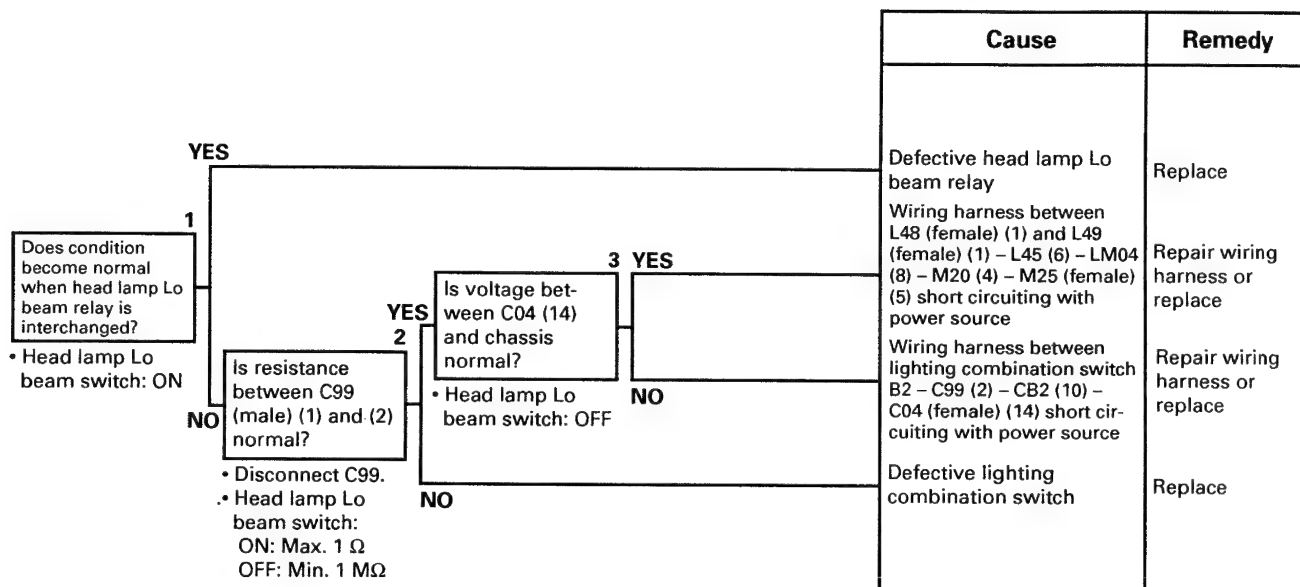 Cause
Remedy
YES
1
Does condition
become normal
when head lamp Lo
beam relay is
interchanged?
• Head lamp Lo
beam switch: ON
NO
2
Is resistance
between C99
(male) (1) and (2)
normal?
• Disconnect C99.
• Head lamp Lo
beam switch:
ON: Max. 1 Ω
OFF: Min. 1 MΩ
YES
3
Is voltage bet-
ween C04 (14)
and chassis
normal?
• Head lamp Lo
beam switch: OFF
YES
NO
NO
Defective head lamp Lo
beam relay
Replace
Wiring harness between
L48 (female) (1) and L49
(female) (1) – L45 (6) – LM04
(8) – M20 (4) – M25 (female)
(5) short circuiting with
power source
Repair wiring
harness or
replace
Wiring harness between
lighting combination switch
B2 – C99 (2) – CB2 (10) –
C04 (female) (14) short cir-
cuiting with power source
Repair wiring
harness or
replace
Defective lighting
combination switch
Replace